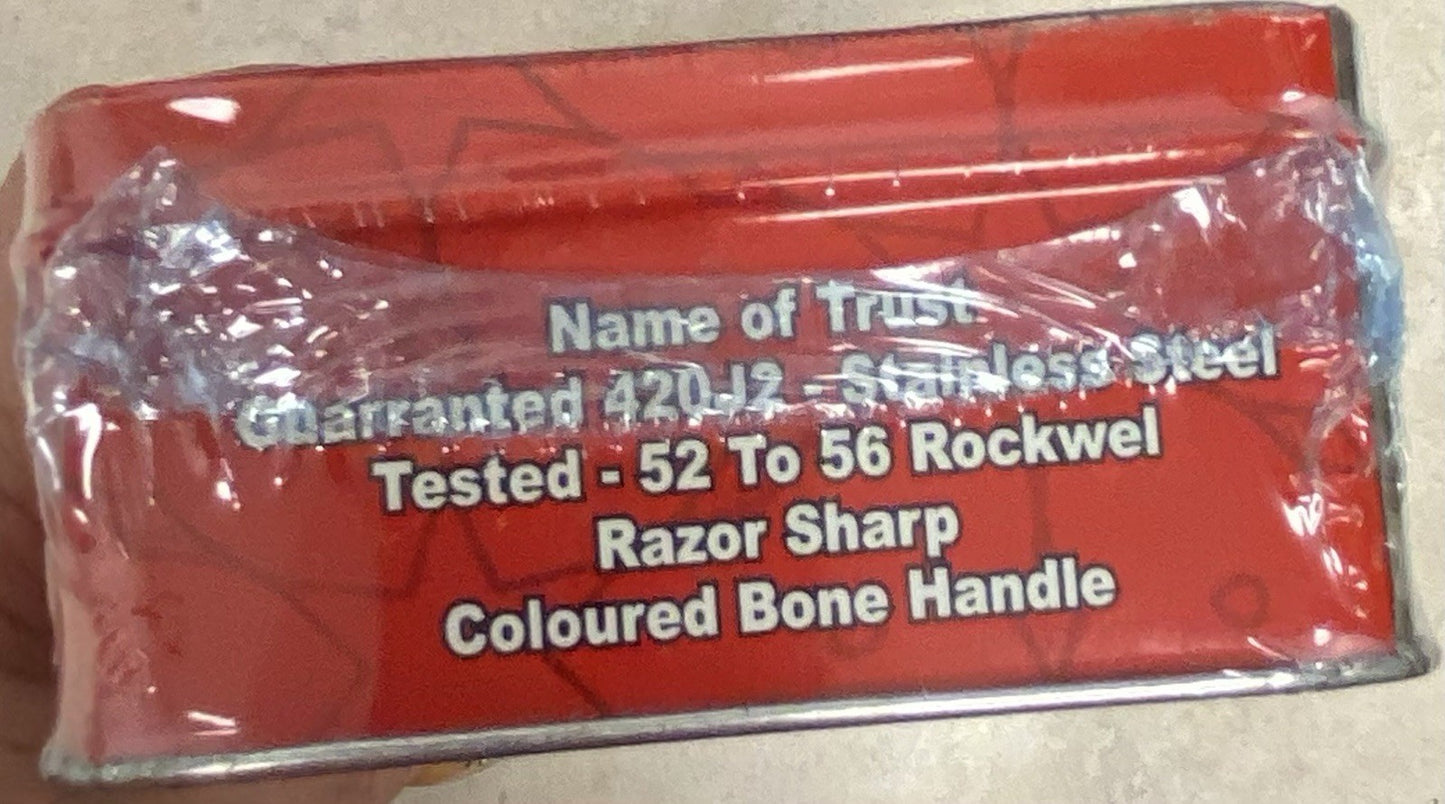 Name of Trust
Guarranted 420J2 - Stainless Steel
Tested - 52 To 56 Rockwel
Razor Sharp
Coloured Bone Handle